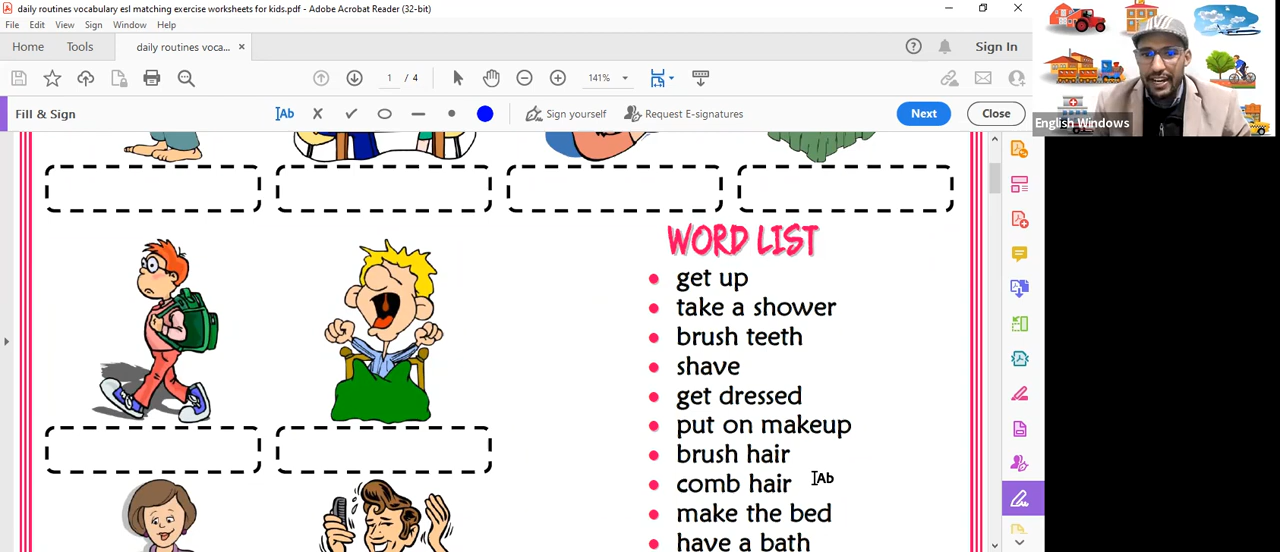 daily routines vocabulary esl matching exercise worksheets for kids.pdf - Adobe Acrobat Reader (32-bit)
File Edit View Sign Window Help
Home Tools daily routines voca... ×
Sign In
1 / 4
141%
Fill & Sign
Ab
Sign yourself
Request E-signatures
Next
Close
English Windows
WORD LIST
get up
take a shower
brush teeth
shave
get dressed
put on makeup
brush hair
comb hair
Ab
make the bed
have a bath